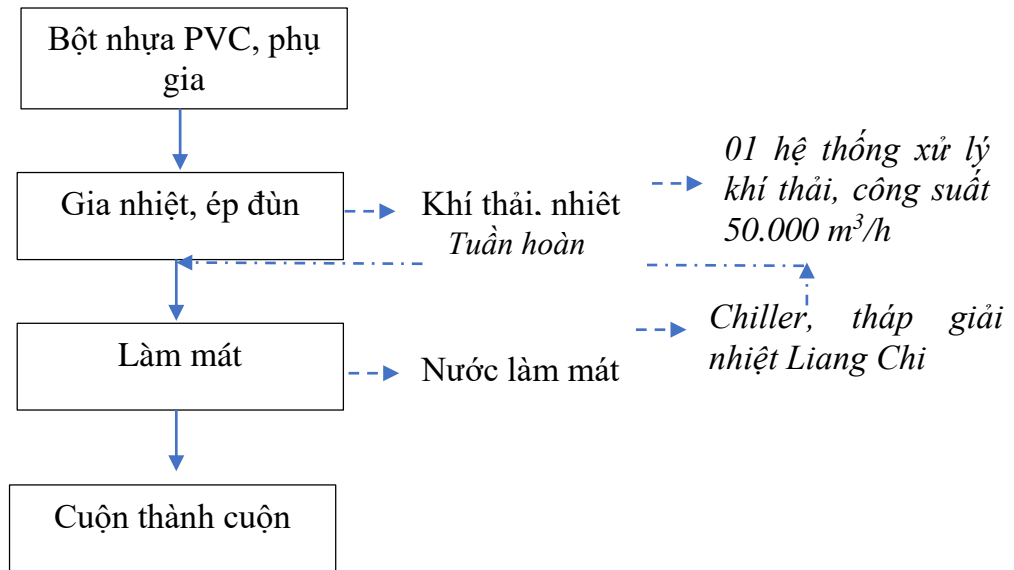 Bột nhựa PVC, phụ
gia
Gia nhiệt, ép đùn
Khí thải, nhiệt
Tuần hoàn
01 hệ thống xử lý
khí thải, công suất
50.000 m³/h
Làm mát
Nước làm mát
Chiller, tháp giải
nhiệt Liang Chi
Cuộn thành cuộn